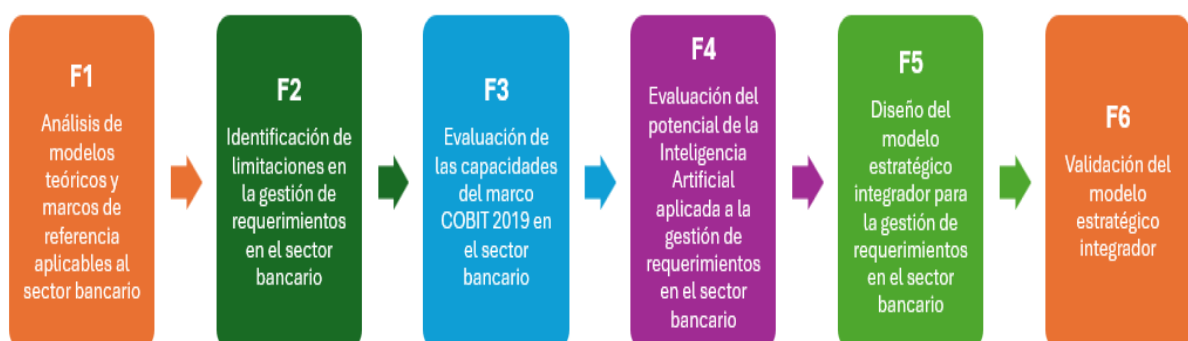 F1
Análisis de
modelos
teóricos y
marcos de
referencia
aplicables al
sector bancario
F2
Identificación de
limitaciones en
la gestión de
requerimientos
en el sector
bancario
F3
Evaluación de
las capacidades
del marco
COBIT 2019 en
el sector
bancario
F4
Evaluación del
potencial de la
Inteligencia
Artificial
aplicada a la
gestión de
requerimientos
en el sector
bancario
F5
Diseño del
modelo
estratégico
integrador para
la gestión de
requerimientos
en el sector
bancario
F6
Validación del
modelo
estratégico
integrador